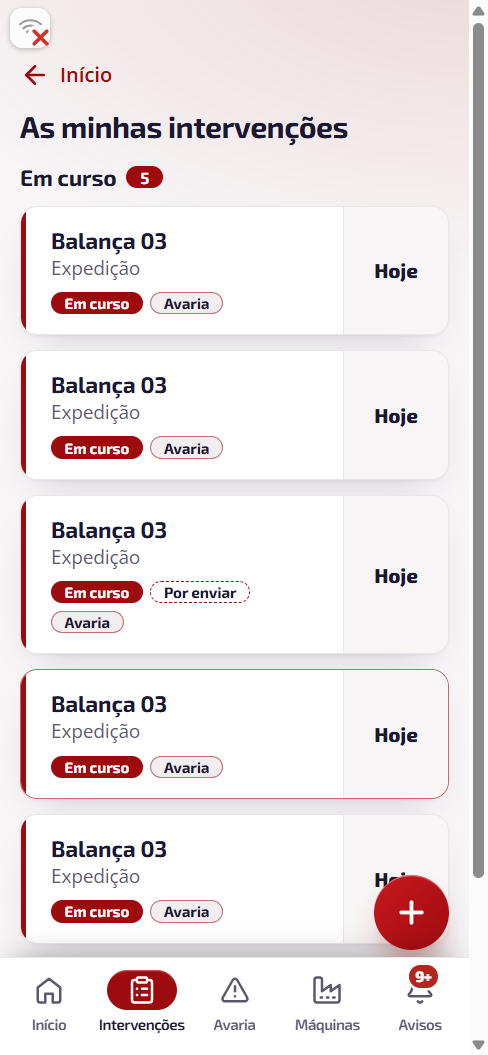 Início
As minhas intervenções
Em curso 5
Balança 03
Expedição
Em curso Avaria
Hoje
Balança 03
Expedição
Em curso Avaria
Hoje
Balança 03
Expedição
Em curso Por enviar
Avaria
Hoje
Balança 03
Expedição
Em curso Avaria
Hoje
Balança 03
Expedição
Em curso Avaria
9+
Início Intervenções Avaria Máquinas Avisos